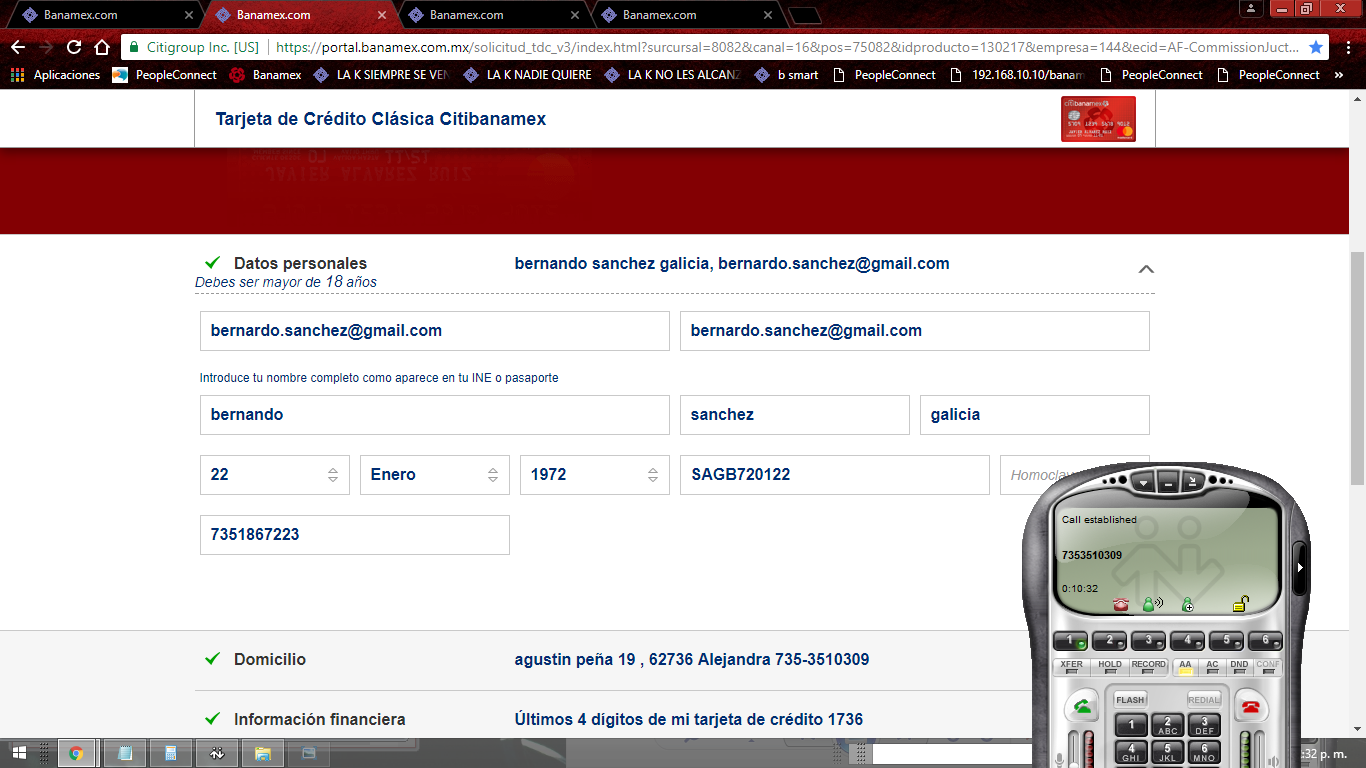 Banamex.com
Banamex.com
Banamex.com
Banamex.com
Citigroup Inc. [US]
https://portal.banamex.com.mx/solicitud_tdc_v3/index.html?surcursal=8082&canal=16&pos=75082&idproducto=130217&empresa=144&ecid=AF-CommissionJuct...
Aplicaciones
PeopleConnect
Banamex
LA K SIEMPRE SE VEN
LA K NADIE QUIERE
LA K NO LES ALCANZ
b smart
PeopleConnect
192.168.10.10/banam
PeopleConnect
PeopleConnect
»
Tarjeta de Crédito Clásica Citibanamex
citibanamex
JAVIER ALVAREZ RUIZ
Datos personales
bernando sanchez galicia, bernardo.sanchez@gmail.com
Debes ser mayor de 18 años
bernardo.sanchez@gmail.com
bernardo.sanchez@gmail.com
Introduce tu nombre completo como aparece en tu INE o pasaporte
bernando
sanchez
galicia
22
Enero
1972
SAGB720122
Homoclav
7351867223
Call established
7353510309
0:10:32
1
2
3
4
5
6
XFER
HOLD
RECORD
AA
AC
DND
CONF
FLASH
REDIAL
1
2 ABC
3 DEF
4 GHI
5 JKL
6 MNO
Domicilio
agustin peña 19 , 62736 Alejandra 735-3510309
Información financiera
Últimos 4 dígitos de mi tarjeta de crédito 1736
:32 p. m.